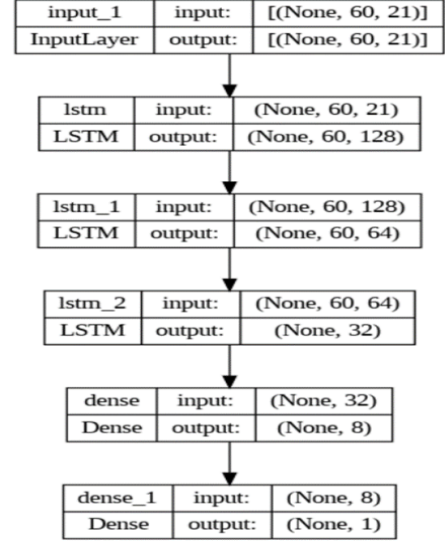 input_1 input: [(None, 60, 21)]
InputLayer output: [(None, 60, 21)]
lstm input: (None, 60, 21)
LSTM output: (None, 60, 128)
lstm_1 input: (None, 60, 128)
LSTM output: (None, 60, 64)
lstm_2 input: (None, 60, 64)
LSTM output: (None, 32)
dense input: (None, 32)
Dense output: (None, 8)
dense_1 input: (None, 8)
Dense output: (None, 1)